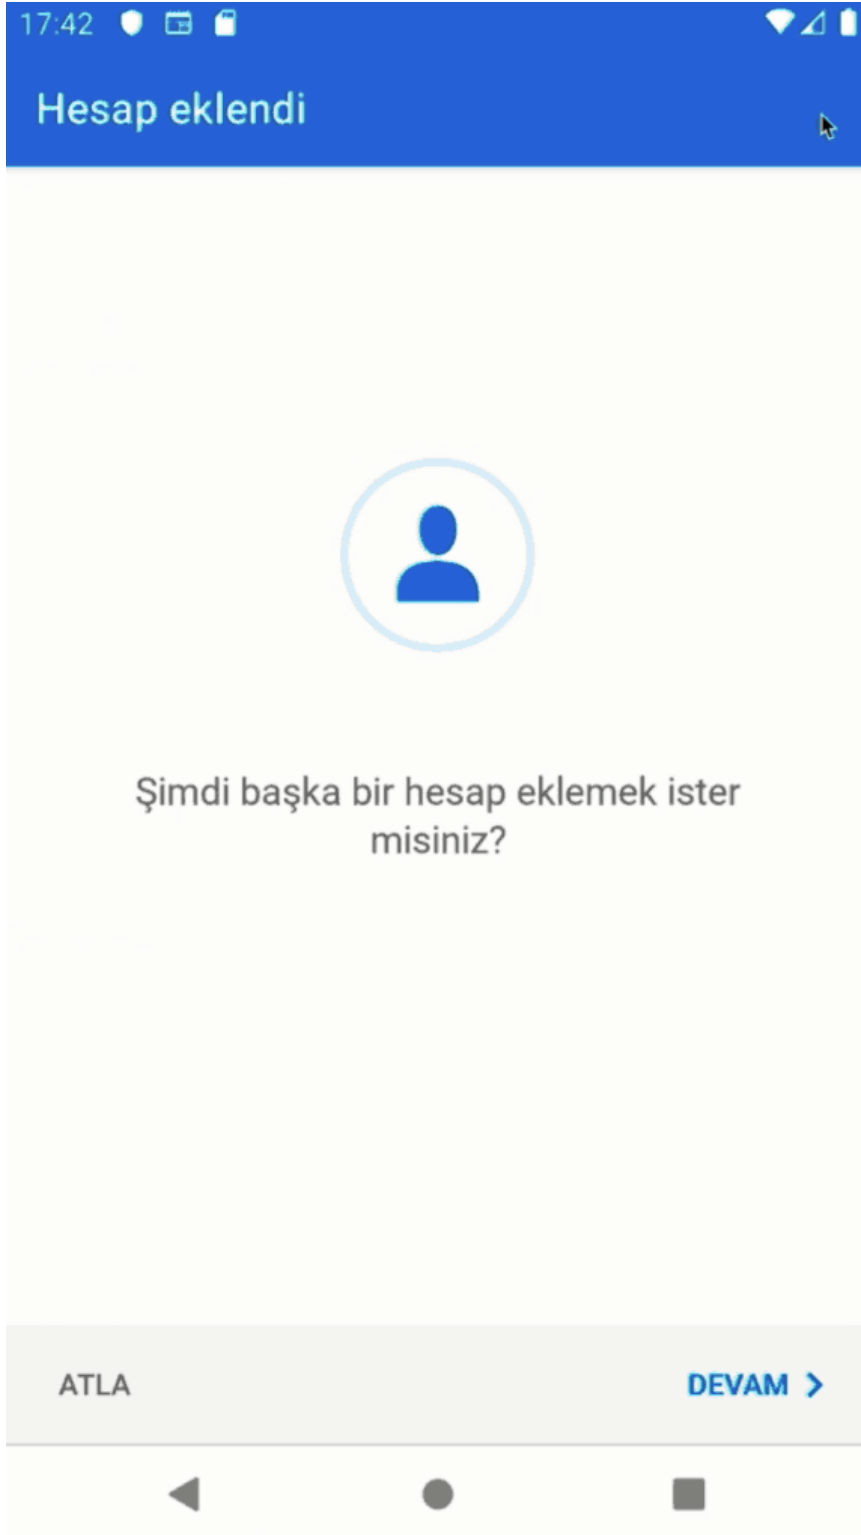 17:42
Hesap eklendi
Şimdi başka bir hesap eklemek ister
misiniz?
ATLA
DEVAM